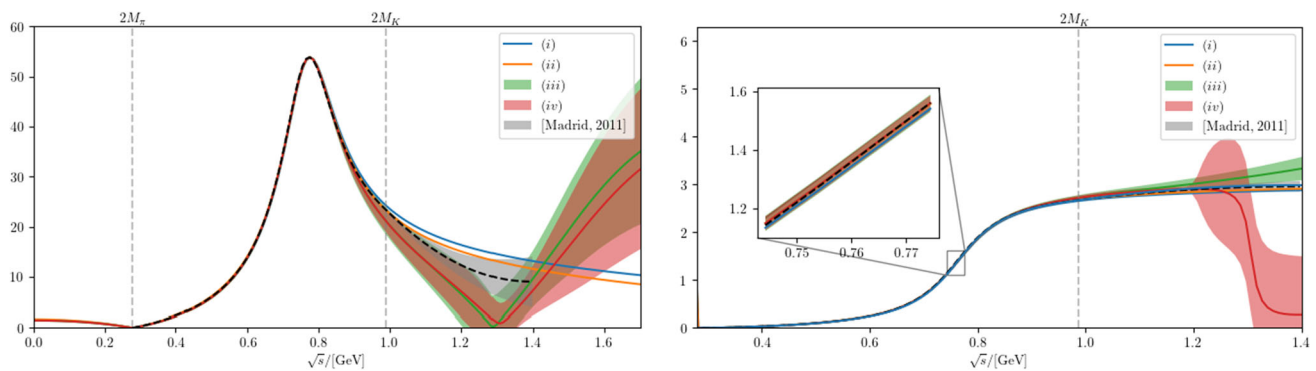 2M_π 2M_K
60
50
40
30
20
10
0
(i)
(ii)
(iii)
(iv)
[Madrid, 2011]
0.0 0.2 0.4 0.6 0.8 1.0 1.2 1.4 1.6
√s/[GeV]
2M_K
6
5
4
3
2
1
0
1.6
1.4
1.2
0.75 0.76 0.77
(i)
(ii)
(iii)
(iv)
[Madrid, 2011]
0.4 0.6 0.8 1.0 1.2 1.4
√s/[GeV]